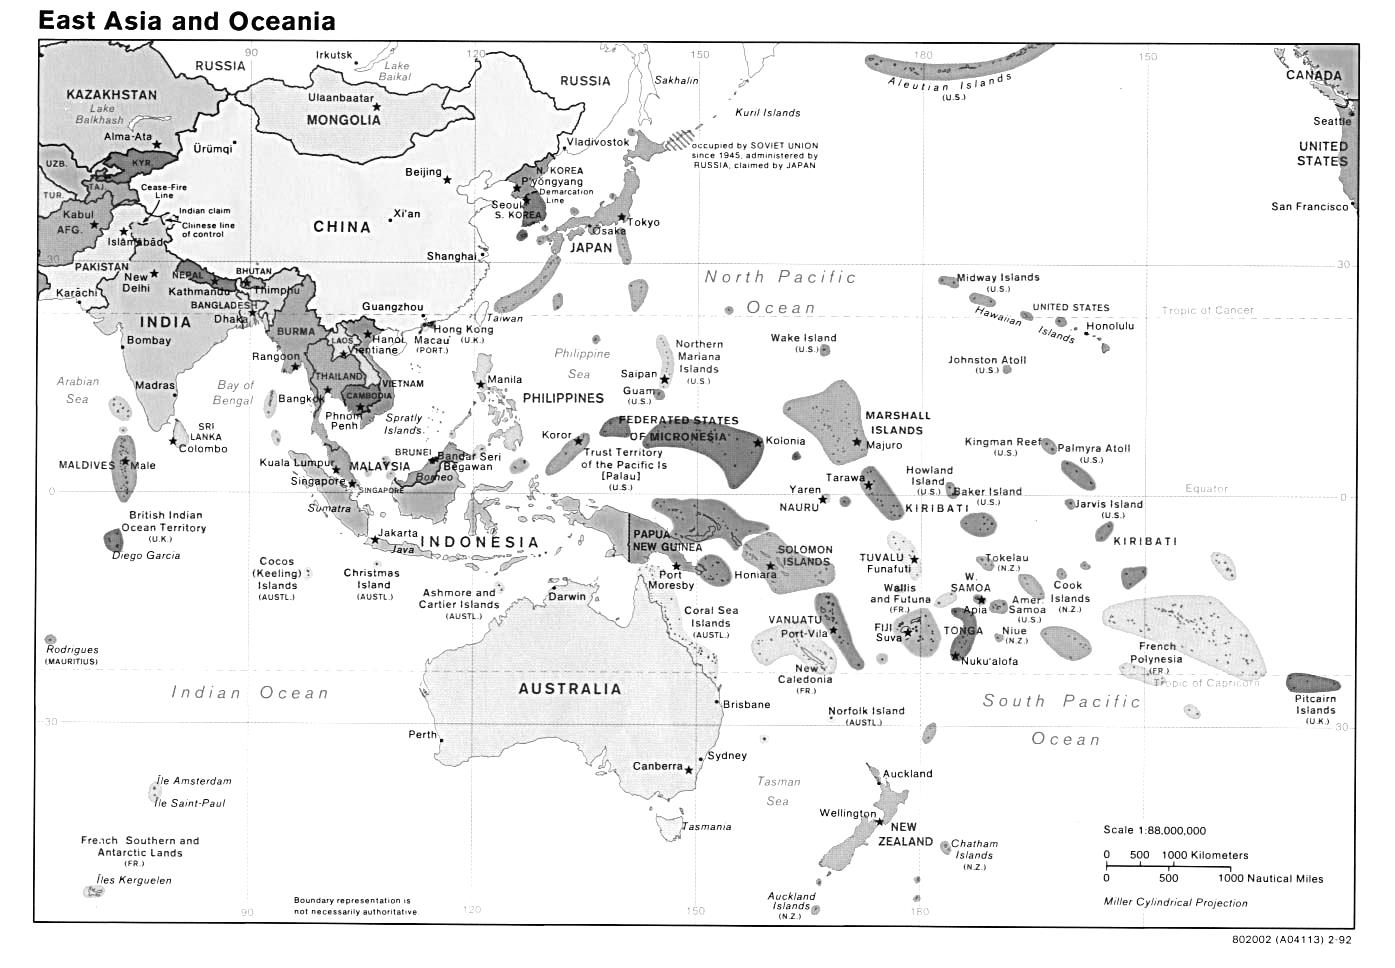 East Asia and Oceania
90
120
150
180
150
RUSSIA
Irkutsk
Lake
Baikal
RUSSIA
Sakhalin
Aleutian Islands
(U.S.)
CANADA
KAZAKHSTAN
Lake
Balkhash
Ulaanbaatar
MONGOLIA
Kuril Islands
Seattle
Alma-Ata
Ürümqi
Vladivostok
occupied by SOVIET UNION
since 1945, administered by
RUSSIA, claimed by JAPAN
UNITED
STATES
UZB.
KYR.
TAJ.
TUR.
Cease-Fire
Line
Beijing
N. KOREA
P'yŏngyang
Demarcation
Line
Seoul
S. KOREA
San Francisco
Kabul
AFG.
Indian claim
Chinese line
of control
Islāmābād
CHINA
Xi'an
Tokyo
Ōsaka
JAPAN
Shanghai
30
30
PAKISTAN
New
Delhi
NEPAL
Kathmandu
BHUTAN
Thimphu
North Pacific
Ocean
Midway Islands
(U.S.)
Karāchi
BANGLADESH
Dhaka
Guangzhou
Taiwan
Hawaiian
Islands
UNITED STATES
Honolulu
Tropic of Cancer
INDIA
BURMA
Hanoi
LAOS
Vientiane
Macau
(PORT.)
Hong Kong
(U.K.)
Bombay
Rangoon
Philippine
Sea
Northern
Mariana
Islands
(U.S.)
Wake Island
(U.S.)
Johnston Atoll
(U.S.)
Arabian
Sea
Madras
Bay of
Bengal
THAILAND
Bangkok
CAMBODIA
VIETNAM
Phnom
Penh
Spratly
Islands
Manila
PHILIPPINES
Saipan
Guam
(U.S.)
SRI
LANKA
Colombo
FEDERATED STATES
OF MICRONESIA
Kolonia
MARSHALL
ISLANDS
Majuro
MALDIVES
Male
Kuala Lumpur
MALAYSIA
BRUNEI
Bandar Seri
Begawan
Koror
Trust Territory
of the Pacific Is
[Palau]
(U.S.)
Kingman Reef
(U.S.)
Palmyra Atoll
(U.S.)
Singapore
SINGAPORE
Borneo
Tarawa
Howland
Island
(U.S.)
Baker Island
(U.S.)
0
Equator
0
Sumatra
Yaren
NAURU
KIRIBATI
Jarvis Island
(U.S.)
British Indian
Ocean Territory
(U.K.)
Diego Garcia
Jakarta
Java
INDONESIA
PAPUA
NEW GUINEA
Port
Moresby
SOLOMON
ISLANDS
Honiara
TUVALU
Funafuti
Tokelau
(N.Z.)
KIRIBATI
Cocos
(Keeling)
Islands
(AUSTL.)
Christmas
Island
(AUSTL.)
Ashmore and
Cartier Islands
(AUSTL.)
Darwin
Coral Sea
Islands
(AUSTL.)
Wallis
and Futuna
(FR.)
W.
SAMOA
Apia
Amer.
Samoa
(U.S.)
Cook
Islands
(N.Z.)
VANUATU
Port-Vila
FIJI
Suva
TONGA
Niue
(N.Z.)
Nuku'alofa
Rodrigues
(MAURITIUS)
New
Caledonia
(FR.)
French
Polynesia
(FR.)
Tropic of Capricorn
Indian Ocean
AUSTRALIA
South Pacific
Ocean
Pitcairn
Islands
(U.K.)
Brisbane
Norfolk Island
(AUSTL.)
30
30
Perth
Sydney
Canberra
Tasman
Sea
Auckland
Île Amsterdam
Île Saint-Paul
Tasmania
Wellington
NEW
ZEALAND
Chatham
Islands
(N.Z.)
French Southern and
Antarctic Lands
(FR.)
Îles Kerguelen
Auckland
Islands
(N.Z.)
Scale 1:88,000,000
0 500 1000 Kilometers
0 500 1000 Nautical Miles
Miller Cylindrical Projection
Boundary representation is
not necessarily authoritative
90
120
150
180
802002 (A04113) 2-92